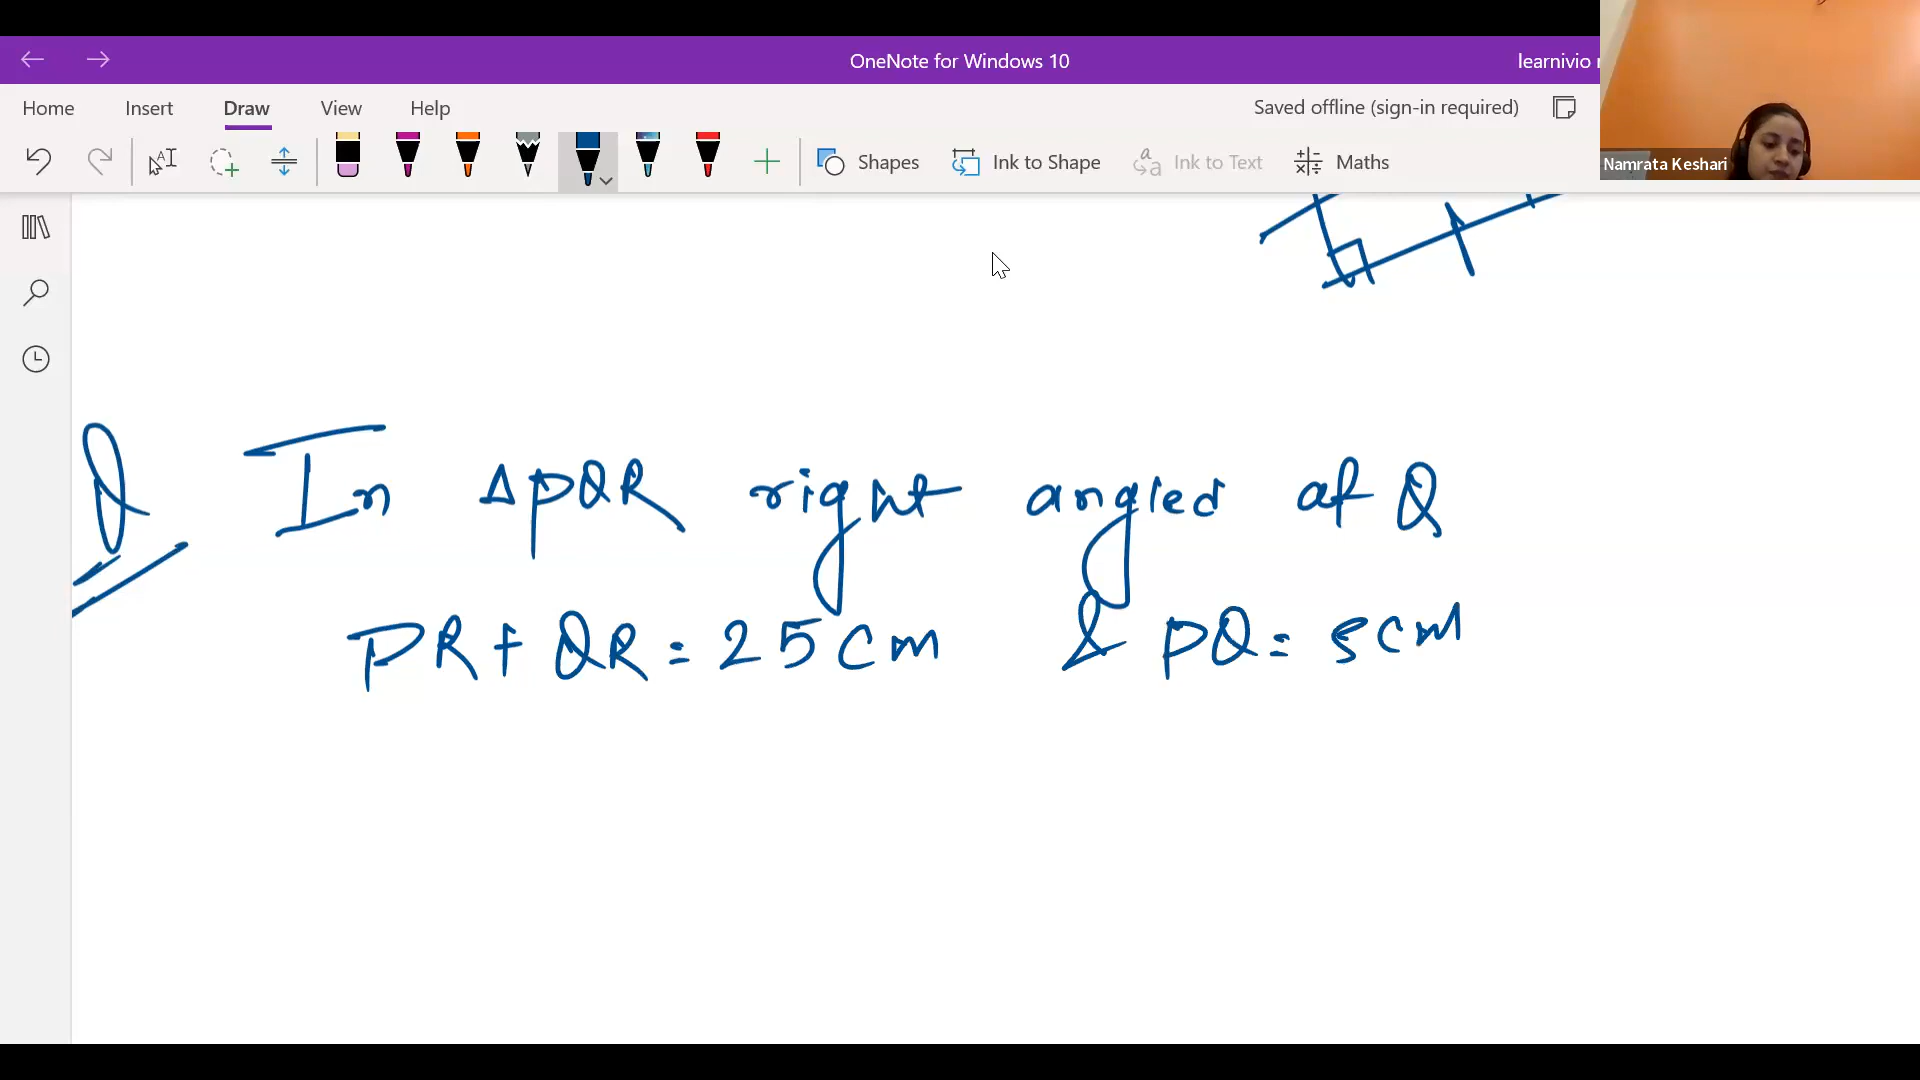 OneNote for Windows 10
learnivio
Home Insert Draw View Help
Saved offline (sign-in required)
Shapes Ink to Shape Ink to Text Maths
Namrata Keshari
Q In ΔPQR right angled at Q
PR + QR = 25 cm & PQ = 5 cm